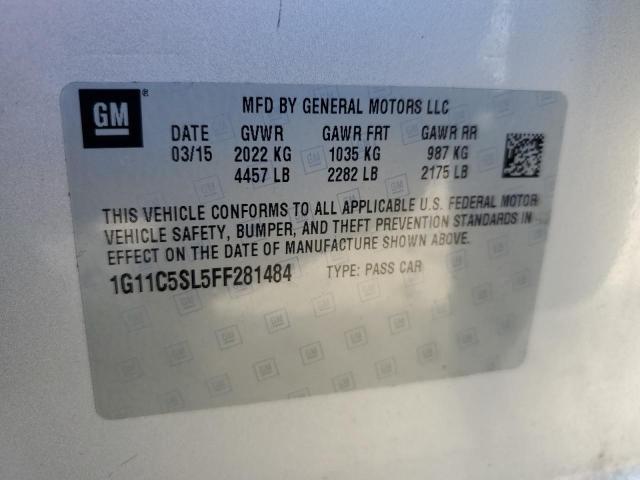 GM ® MFD BY GENERAL MOTORS LLC
DATE GVWR GAWR FRT GAWR RR
03/15 2022 KG 1035 KG 987 KG
4457 LB 2282 LB 2175 LB
THIS VEHICLE CONFORMS TO ALL APPLICABLE U.S. FEDERAL MOTOR
VEHICLE SAFETY, BUMPER, AND THEFT PREVENTION STANDARDS IN
EFFECT ON THE DATE OF MANUFACTURE SHOWN ABOVE.
1G11C5SL5FF281484 TYPE: PASS CAR